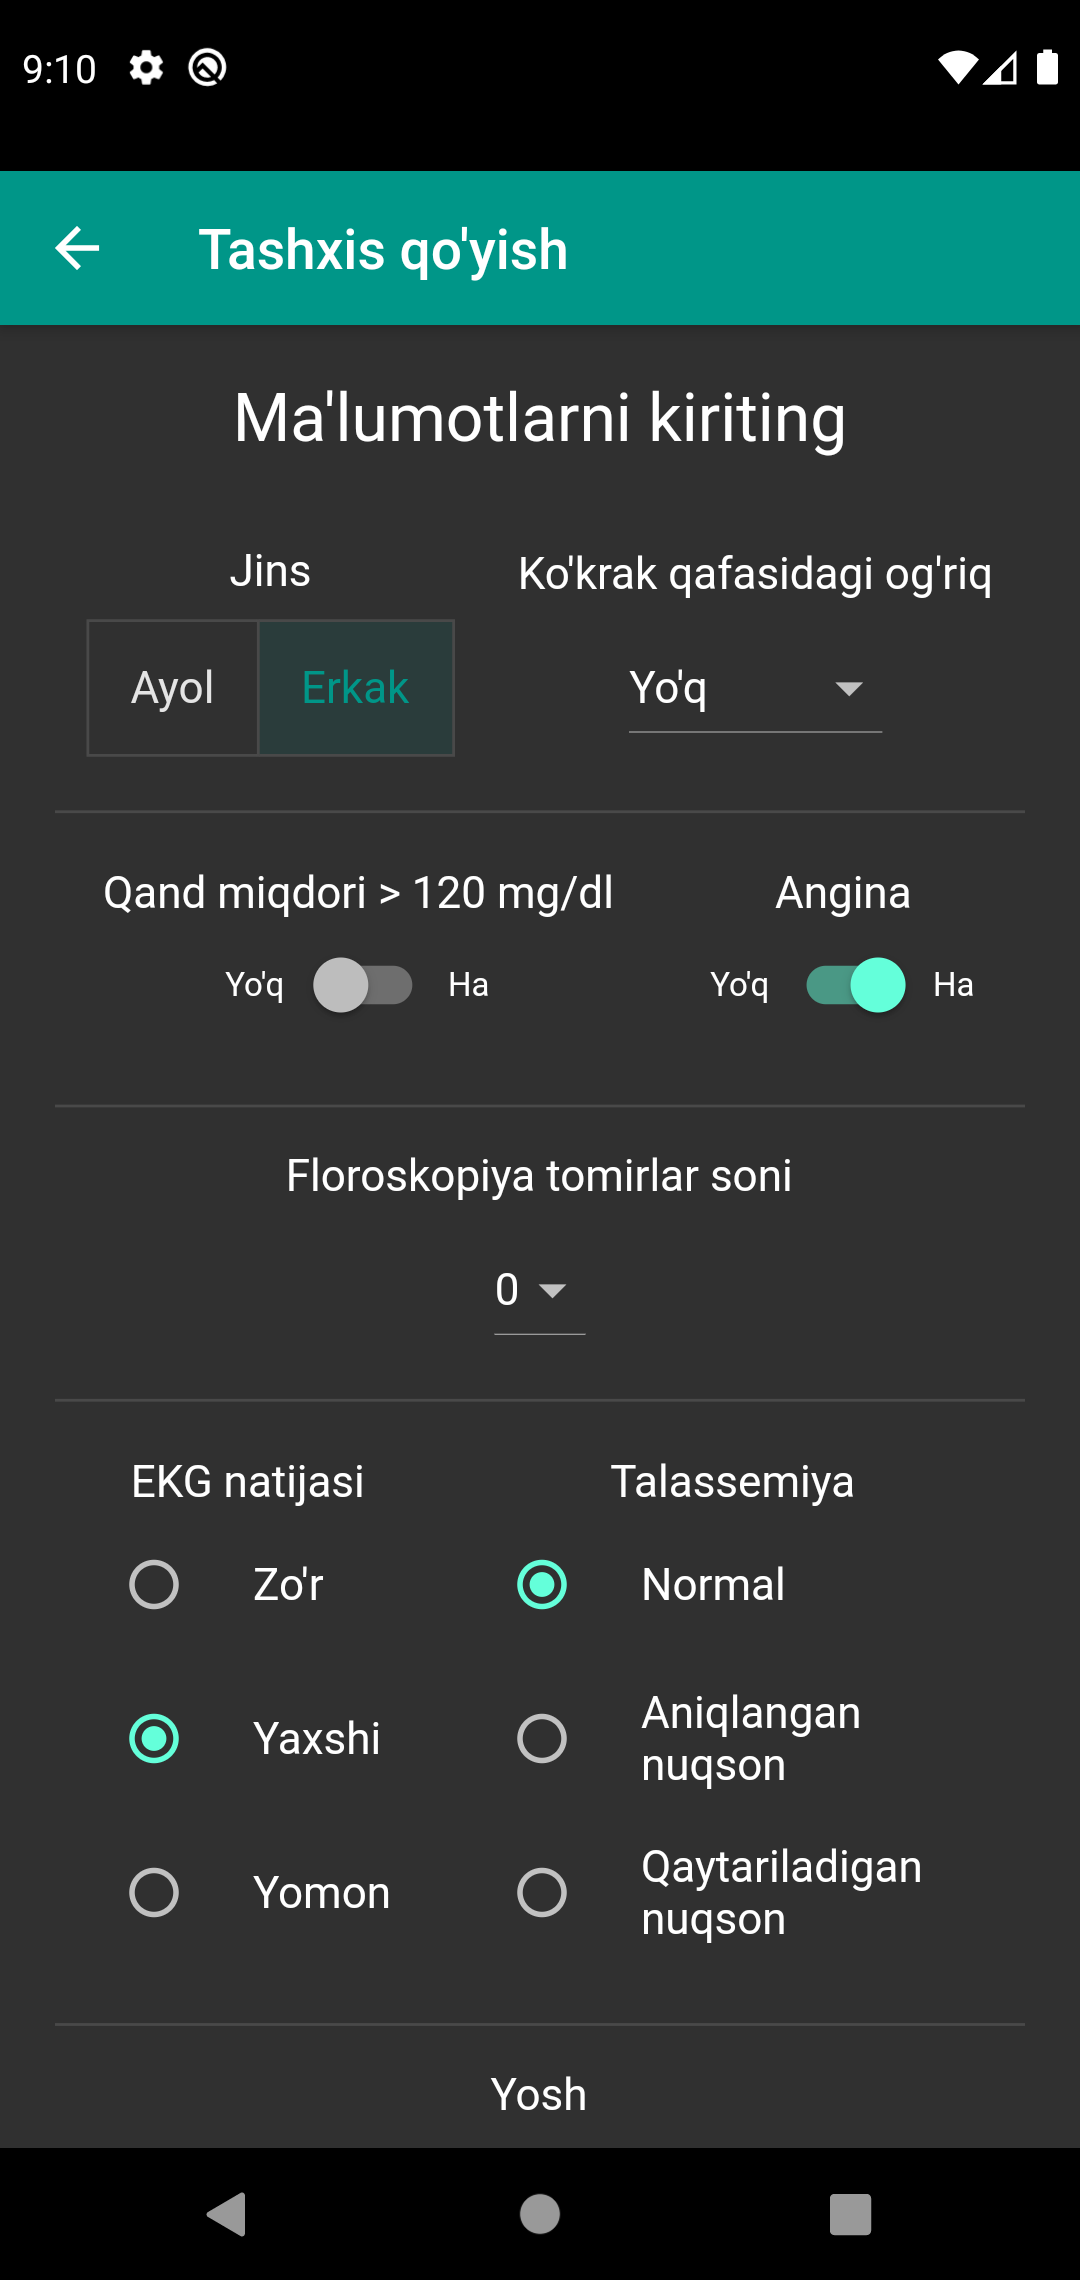 9:10
Tashxis qo'yish
Ma'lumotlarni kiriting
Jins
Ko'krak qafasidagi og'riq
Ayol
Erkak
Yo'q
Qand miqdori > 120 mg/dl
Angina
Yo'q
Ha
Yo'q
Ha
Floroskopiya tomirlar soni
0
EKG natijasi
Talassemiya
Zo'r
Normal
Yaxshi
Aniqlangan
nuqson
Yomon
Qaytariladigan
nuqson
Yosh